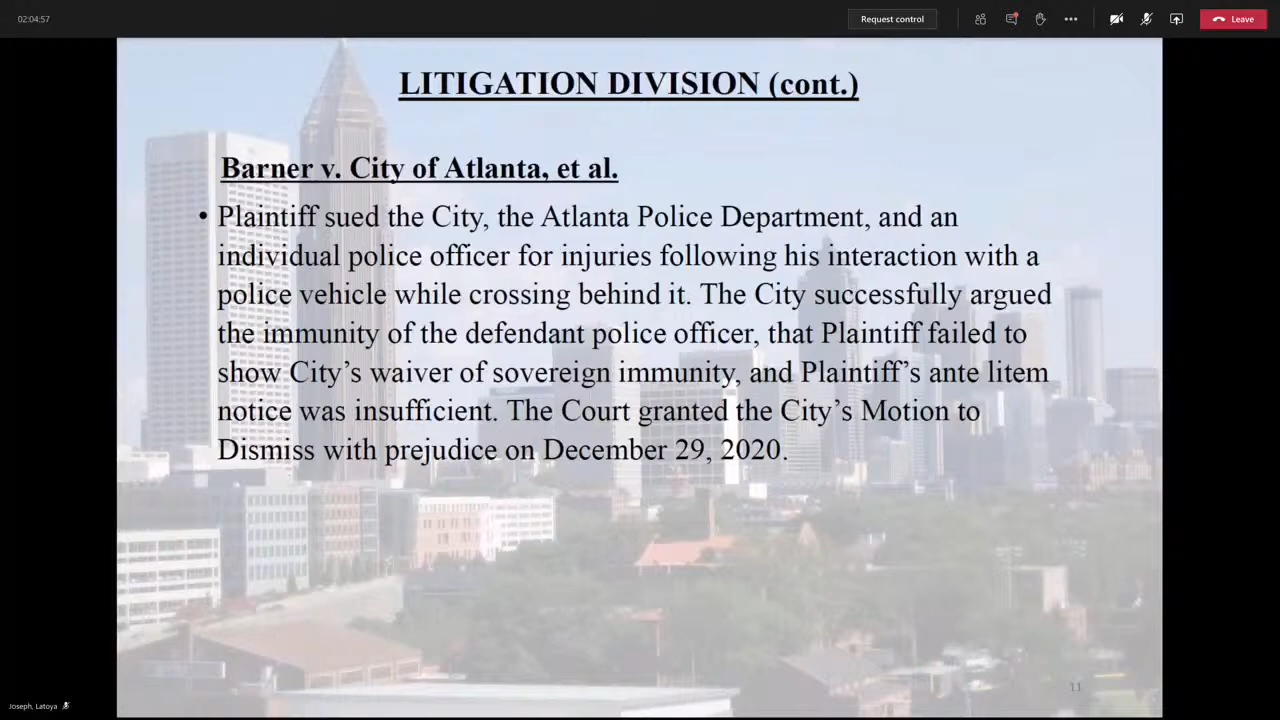 02:04:57
Request control
Leave
LITIGATION DIVISION (cont.)
Barner v. City of Atlanta, et al.
• Plaintiff sued the City, the Atlanta Police Department, and an
individual police officer for injuries following his interaction with a
police vehicle while crossing behind it. The City successfully argued
the immunity of the defendant police officer, that Plaintiff failed to
show City’s waiver of sovereign immunity, and Plaintiff’s ante litem
notice was insufficient. The Court granted the City’s Motion to
Dismiss with prejudice on December 29, 2020.
11
Joseph, Latoya